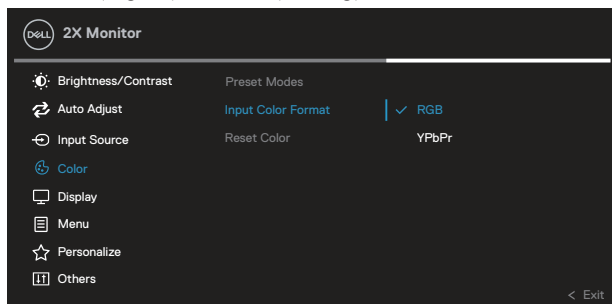 DELL 2X Monitor
Brightness/Contrast Preset Modes
Auto Adjust Input Color Format RGB
Input Source Reset Color YPbPr
Color
Display
Menu
Personalize
Others
< Exit